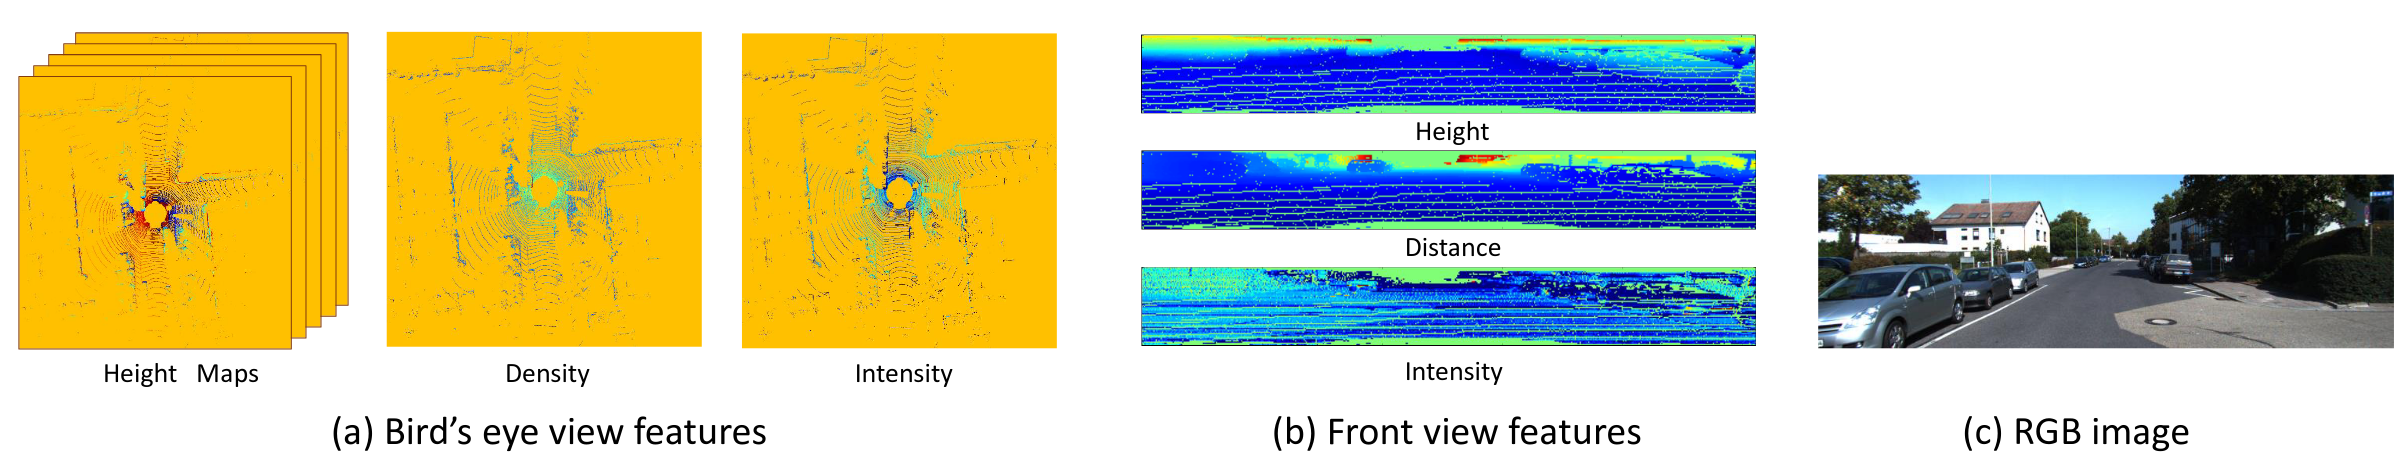 Height Maps
Density
Intensity
(a) Bird’s eye view features
Height
Distance
Intensity
(b) Front view features
(c) RGB image